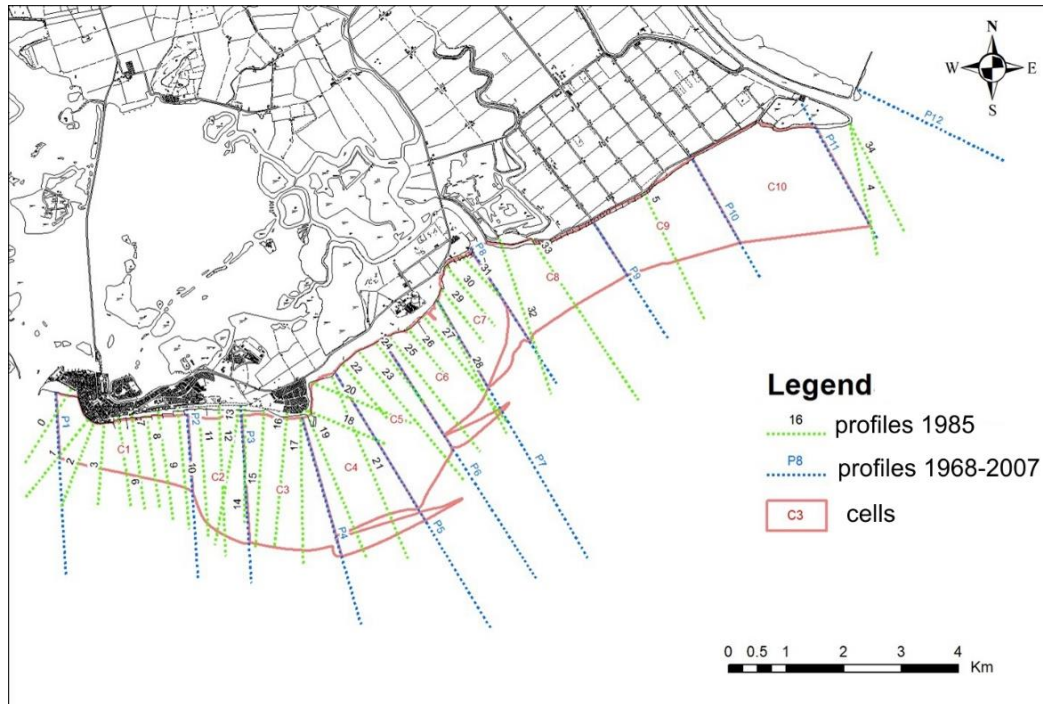 N
W E
S
P12
34
P11
4
C10
5
P10
C9
33
P8
31
C8
P9
30
29
C7
32
26
27
24
25
28
22
23
C6
20
C5
18
13
16
P1
P2
7
8
11
12
P3
17
19
0
C1
1
2
3
9
6
10
C2
15
14
C3
C4
21
P6
P7
P4
P5
Legend
16 profiles 1985
P8 profiles 1968-2007
C3 cells
0 0.5 1 2 3 4
Km